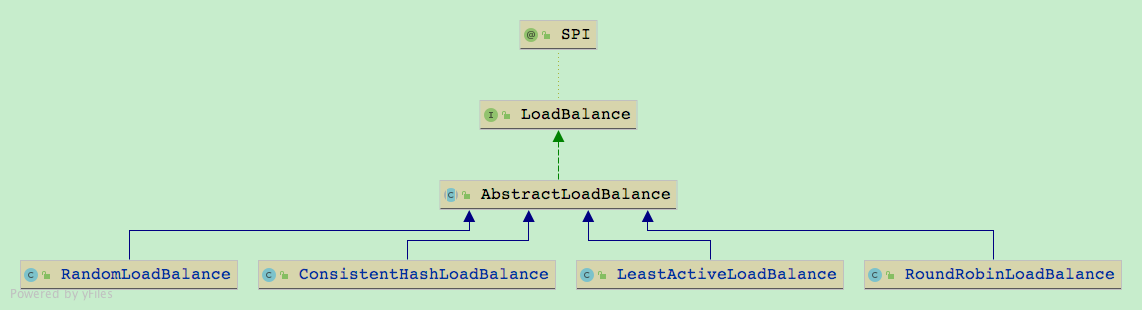 @ SPI
I LoadBalance
C AbstractLoadBalance
C RandomLoadBalance
C ConsistentHashLoadBalance
C LeastActiveLoadBalance
C RoundRobinLoadBalance
Powered by yFiles